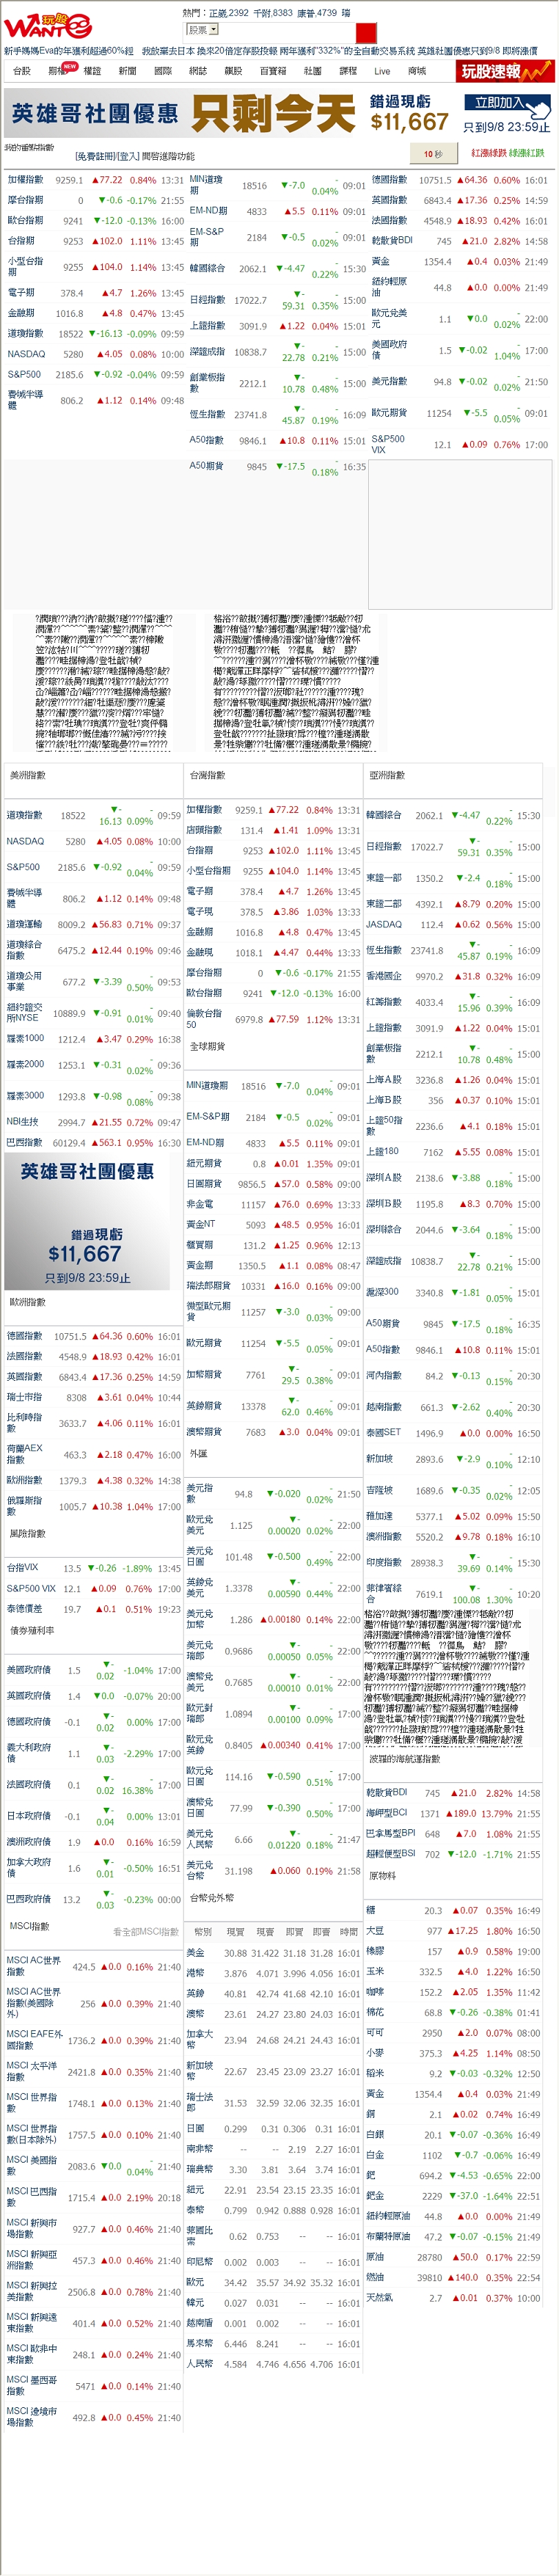 玩股
WANT
熱門：正崴,2392 千附,8383 康普,4739 瑞
股票
新手媽媽Eva的年獲利超過60%經 我放棄去日本 換來20倍定存股投報 兩年獲利"332%"的全自動交易系統 英雄社團優惠只到9/8 即將漲價
台股 期權 NEW 權證 新聞 國際 網誌 飆股 百寶箱 社團 課程 Live 商城 玩股速報
英雄哥社團優惠 只剩今天 錯過現虧 $11,667 立即加入 只到9/8 23:59止
[免費註冊]/[登入] 開啓進階功能
10 秒
紅漲綠跌 綠漲紅跌
加權指數 9259.1 ▲77.22 0.84% 13:31
摩台指期 0 ▼-0.6 -0.17% 21:55
歐台指期 9241 ▼-12.0 -0.13% 16:00
台指期 9253 ▲102.0 1.11% 13:45
小型台指期 9255 ▲104.0 1.14% 13:45
電子期 378.4 ▲4.7 1.26% 13:45
金融期 1016.8 ▲4.8 0.47% 13:45
道瓊指數 18522 ▼-16.13 -0.09% 09:59
NASDAQ 5280 ▲4.05 0.08% 10:00
S&P500 2185.6 ▼-0.92 -0.04% 09:59
費城半導體 806.2 ▲1.12 0.14% 09:48
MINI道瓊期 18516 ▼-7.0 -0.04% 09:01
EM-ND期 4833 ▲5.5 0.11% 09:01
EM-S&P期 2184 ▼-0.5 -0.02% 09:01
韓國綜合 2062.1 ▼-4.47 -0.22% 15:30
日經指數 17022.7 ▼-59.31 -0.35% 15:00
上證指數 3091.9 ▲1.22 0.04% 15:01
深證成指 10838.7 ▼-22.78 -0.21% 15:00
創業板指數 2212.1 ▼-10.78 -0.48% 15:00
恆生指數 23741.8 ▼-45.87 -0.19% 16:09
A50指數 9846.1 ▲10.8 0.11% 15:01
A50期貨 9845 ▼-17.5 -0.18% 16:35
德國指數 10751.5 ▲64.36 0.60% 16:01
英國指數 6843.4 ▲17.36 0.25% 14:59
法國指數 4548.9 ▲18.93 0.42% 16:01
乾散貨BDI 745 ▲21.0 2.82% 14:58
黃金 1354.4 ▲0.4 0.03% 21:49
紐約輕原油 44.8 ▲0.0 0.00% 21:49
歐元兌美元 1.1 ▼0.0 -0.02% 22:00
美國政府債 1.5 ▼-0.02 -1.04% 17:00
美元指數 94.8 ▼-0.02 -0.02% 21:50
歐元期貨 11254 ▼-5.5 -0.05% 09:01
S&P500 VIX 12.1 ▲0.09 0.76% 17:00
美洲指數
道瓊指數 18522 ▼-16.13 -0.09% 09:59
NASDAQ 5280 ▲4.05 0.08% 10:00
S&P500 2185.6 ▼-0.92 -0.04% 09:59
費城半導體 806.2 ▲1.12 0.14% 09:48
道瓊運輸 8009.2 ▲56.83 0.71% 09:37
道瓊綜合指數 6475.2 ▲12.44 0.19% 09:46
道瓊公用事業 677.2 ▼-3.39 -0.50% 09:53
紐約證交所NYSE 10889.9 ▼-0.91 -0.01% 09:40
羅素1000 1212.4 ▲3.47 0.29% 16:38
羅素2000 1253.1 ▼-0.31 -0.02% 09:36
羅素3000 1293.8 ▼-0.98 -0.08% 09:38
NBI生技 2994.7 ▲21.55 0.72% 09:47
巴西指數 60129.4 ▲563.1 0.95% 16:30
英雄哥社團優惠
錯過現虧
$11,667
只到9/8 23:59止
歐洲指數
德國指數 10751.5 ▲64.36 0.60% 16:01
法國指數 4548.9 ▲18.93 0.42% 16:01
英國指數 6843.4 ▲17.36 0.25% 14:59
瑞士市指 8308 ▲3.61 0.04% 10:44
比利時指數 3633.7 ▲4.06 0.11% 16:01
荷蘭AEX指數 463.3 ▲2.18 0.47% 16:00
歐洲指數 1379.3 ▲4.38 0.32% 14:38
俄羅斯指數 1005.7 ▲10.38 1.04% 17:00
風險指數
台指VIX 13.5 ▼-0.26 -1.89% 13:45
S&P500 VIX 12.1 ▲0.09 0.76% 17:00
泰德價差 19.7 ▲0.1 0.51% 19:23
債券殖利率
美國政府債 1.5 ▼-0.02 -1.04% 17:00
英國政府債 1.4 ▼0.0 -0.07% 20:00
德國政府債 -0.1 ▼-0.02 0.00% 17:00
義大利政府債 1.1 ▼-0.03 -2.29% 17:00
法國政府債 0.1 ▼-0.02 -16.38% 17:00
日本政府債 -0.1 ▼-0.04 0.00% 13:01
澳洲政府債 1.9 ▲0.0 0.16% 16:59
加拿大政府債 1.6 ▼-0.01 -0.50% 16:51
巴西政府債 13.2 ▼-0.03 -0.23% 00:00
MSCI指數 看全部MSCI指數
MSCI AC世界指數 424.5 ▲0.0 0.16% 21:40
MSCI AC世界指數(美國除外) 256 ▲0.0 0.39% 21:40
MSCI EAFE外國指數 1736.2 ▲0.0 0.39% 21:40
MSCI 太平洋指數 2421.8 ▲0.0 0.35% 21:40
MSCI 世界指數 1748.1 ▲0.0 0.13% 21:40
MSCI 世界指數(日本除外) 1757.5 ▲0.0 0.10% 21:40
MSCI 美國指數 2083.6 ▼0.0 -0.04% 21:40
MSCI 巴西指數 1715.4 ▲0.0 2.19% 20:18
MSCI 新興市場指數 927.7 ▲0.0 0.46% 21:40
MSCI 新興亞洲指數 457.3 ▲0.0 0.46% 21:40
MSCI 新興拉美指數 2506.8 ▲0.0 0.78% 21:40
MSCI 新興遠東指數 401.4 ▲0.0 0.52% 21:40
MSCI 歐非中東指數 248.1 ▲0.0 0.24% 21:40
MSCI 墨西哥指數 5471 ▲0.0 0.14% 21:40
MSCI 邊境市場指數 492.8 ▲0.0 0.45% 21:40
台灣指數
加權指數 9259.1 ▲77.22 0.84% 13:31
店頭指數 131.4 ▲1.41 1.09% 13:31
台指期 9253 ▲102.0 1.11% 13:45
小型台指期 9255 ▲104.0 1.14% 13:45
電子期 378.4 ▲4.7 1.26% 13:45
電子現 378.5 ▲3.86 1.03% 13:33
金融期 1016.8 ▲4.8 0.47% 13:45
金融現 1018.1 ▲4.47 0.44% 13:33
摩台指期 0 ▼-0.6 -0.17% 21:55
歐台指期 9241 ▼-12.0 -0.13% 16:00
倫敦台指50 6979.8 ▲77.59 1.12% 13:31
全球期貨
MINI道瓊期 18516 ▼-7.0 -0.04% 09:01
EM-S&P期 2184 ▼-0.5 -0.02% 09:01
EM-ND期 4833 ▲5.5 0.11% 09:01
紐元期貨 0.8 ▲0.01 1.35% 09:01
日圓期貨 9856.5 ▲57.0 0.58% 09:00
非金電 11157 ▲76.0 0.69% 13:33
黃金NT 5093 ▲48.5 0.95% 16:01
櫃買期 131.2 ▲1.25 0.96% 12:13
黃金期 1350.5 ▲1.1 0.08% 08:47
瑞法郎期貨 10331 ▲16.0 0.16% 09:00
微型歐元期貨 11257 ▼-3.0 -0.03% 09:00
歐元期貨 11254 ▼-5.5 -0.05% 09:01
加幣期貨 7761 ▼-29.5 -0.38% 09:01
英鎊期貨 13378 ▼-62.0 -0.46% 09:01
澳幣期貨 7683 ▲3.0 0.04% 09:01
外匯
美元指數 94.8 ▼-0.020 -0.02% 21:50
歐元兌美元 1.125 ▼-0.00020 -0.02% 22:00
美元兌日圓 101.48 ▼-0.500 -0.49% 22:00
英鎊兌美元 1.3378 ▼-0.00590 -0.44% 22:00
美元兌加幣 1.286 ▲0.00180 0.14% 22:00
美元兌瑞郎 0.9686 ▼-0.00050 -0.05% 22:00
澳幣兌美元 0.7685 ▼-0.00010 -0.01% 22:00
歐元對瑞郎 1.0894 ▼-0.00100 -0.09% 17:00
歐元兌英鎊 0.8405 ▲0.00340 0.41% 17:00
歐元兌日圓 114.16 ▼-0.590 -0.51% 17:00
澳幣兌日圓 77.99 ▼-0.390 -0.50% 17:00
美元兌人民幣 6.66 ▼-0.01220 -0.18% 21:47
美元兌台幣 31.198 ▲0.060 0.19% 21:58
台幣兌外幣
幣別 現買 現賣 即買 即賣 時間
美金 30.88 31.422 31.18 31.28 16:01
港幣 3.876 4.071 3.996 4.056 16:01
英鎊 40.81 42.74 41.68 42.10 16:01
澳幣 23.61 24.27 23.80 24.03 16:01
加拿大幣 23.94 24.68 24.21 24.43 16:01
新加坡幣 22.67 23.45 23.09 23.27 16:01
瑞士法郎 31.53 32.59 32.06 32.35 16:01
日圓 0.299 0.31 0.306 0.31 16:01
南非幣 -- -- 2.19 2.27 16:01
瑞典幣 3.30 3.81 3.64 3.74 16:01
紐元 22.91 23.54 23.15 23.35 16:01
泰幣 0.799 0.942 0.888 0.928 16:01
菲國比索 0.62 0.753 -- -- 16:01
印尼幣 0.002 0.003 -- -- 16:01
歐元 34.42 35.57 34.92 35.32 16:01
韓元 0.027 0.031 -- -- 16:01
越南盾 0.001 0.002 -- -- 16:01
馬來幣 6.446 8.241 -- -- 16:01
人民幣 4.584 4.746 4.656 4.706 16:01
亞洲指數
韓國綜合 2062.1 ▼-4.47 -0.22% 15:30
日經指數 17022.7 ▼-59.31 -0.35% 15:00
東證一部 1350.2 ▼-2.4 -0.18% 15:00
東證二部 4392.1 ▲8.79 0.20% 15:00
JASDAQ 112.4 ▲0.62 0.56% 15:00
恆生指數 23741.8 ▼-45.87 -0.19% 16:09
香港國企 9970.2 ▲31.8 0.32% 16:09
紅籌指數 4033.4 ▼-15.96 -0.39% 16:09
上證指數 3091.9 ▲1.22 0.04% 15:01
創業板指數 2212.1 ▼-10.78 -0.48% 15:00
上海Ａ股 3236.8 ▲1.26 0.04% 15:01
上海Ｂ股 356 ▲0.37 0.10% 15:01
上證50指數 2236.6 ▲4.1 0.18% 15:01
上證180 7162 ▲5.55 0.08% 15:01
深圳Ａ股 2138.6 ▼-3.88 -0.18% 15:00
深圳Ｂ股 1195.8 ▲8.3 0.70% 15:00
深圳綜合 2044.6 ▼-3.64 -0.18% 15:00
深證成指 10838.7 ▼-22.78 -0.21% 15:00
滬深300 3340.8 ▼-1.81 -0.05% 15:01
A50期貨 9845 ▼-17.5 -0.18% 16:35
A50指數 9846.1 ▲10.8 0.11% 15:01
河內指數 84.2 ▼-0.13 -0.15% 20:30
越南指數 661.3 ▼-2.62 -0.40% 20:30
泰國SET 1496.9 ▲0.0 0.00% 16:50
新加坡 2893.6 ▼-2.9 -0.10% 12:10
吉隆坡 1689.6 ▼-0.35 -0.02% 12:05
雅加達 5377.1 ▲5.02 0.09% 15:50
澳洲指數 5520.2 ▲9.78 0.18% 16:10
印度指數 28938.3 ▼-39.69 -0.14% 15:30
菲律賓綜合 7619.1 ▼-100.08 -1.30% 10:20
波羅的海航運指數
乾散貨BDI 745 ▲21.0 2.82% 14:58
海岬型BCI 1371 ▲189.0 13.79% 21:55
巴拿馬型BPI 648 ▲7.0 1.08% 21:55
超輕便型BSI 702 ▼-12.0 -1.71% 21:55
原物料
糖 20.3 ▲0.07 0.35% 16:49
大豆 977 ▲17.25 1.80% 16:50
橡膠 157 ▲0.9 0.58% 19:00
玉米 332.5 ▲4.0 1.22% 16:50
咖啡 152.2 ▲2.05 1.35% 11:42
棉花 68.8 ▼-0.26 -0.38% 01:41
可可 2950 ▲2.0 0.07% 08:00
小麥 375.3 ▲4.25 1.14% 08:50
稻米 9.2 ▼-0.03 -0.32% 12:50
黃金 1354.4 ▲0.4 0.03% 21:49
銅 2.1 ▲0.02 0.74% 16:49
白銀 20.1 ▼-0.07 -0.36% 16:49
白金 1102 ▼-0.7 -0.06% 16:49
鈀 694.2 ▼-4.53 -0.65% 22:00
鈀金 2229 ▼-37.0 -1.64% 22:51
紐約輕原油 44.8 ▲0.0 0.00% 21:49
布蘭特原油 47.2 ▼-0.07 -0.15% 21:49
原油 28780 ▲50.0 0.17% 22:59
燃油 39810 ▲140.0 0.35% 22:54
天然氣 2.7 ▲0.01 0.37% 10:00